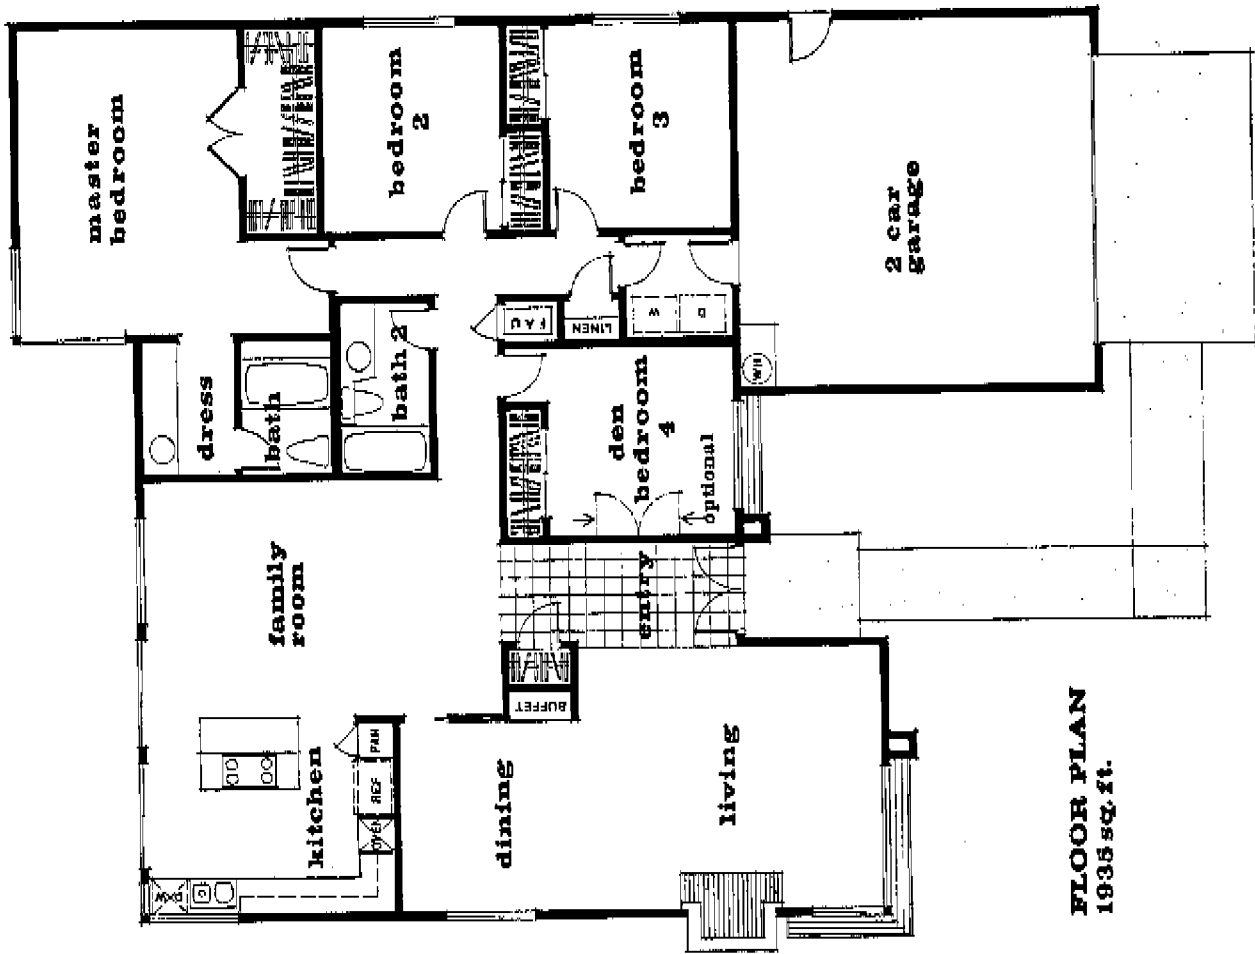 master
bedroom
bedroom
2
bedroom
3
2 car
garage
F A U
LINEN
W
D
WH
dress
bath
bath 2
den
bedroom
4
optional
family
room
entry
BUFFET
kitchen
PAN
REF
OVEN
D/W
dining
living
FLOOR PLAN
1935 sq. ft.